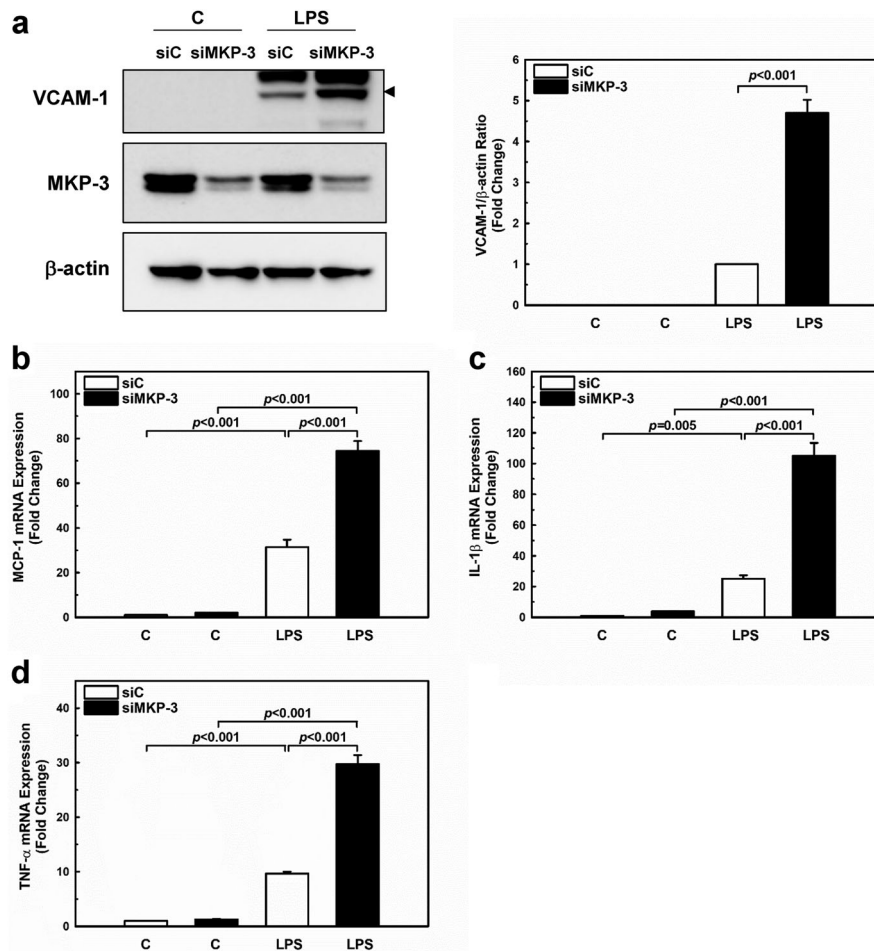 a
C LPS
siC siMKP-3 siC siMKP-3
VCAM-1
MKP-3
β-actin
siC
siMKP-3
p<0.001
6
5
4
3
2
1
0
VCAM-1/β-actin Ratio
(Fold Change)
C C LPS LPS
b
siC
siMKP-3
p<0.001
p<0.001 p<0.001
100
80
60
40
20
0
MCP-1 mRNA Expression
(Fold Change)
C C LPS LPS
c
siC
siMKP-3
p<0.001
p=0.005 p<0.001
160
140
120
100
80
60
40
20
0
IL-1β mRNA Expression
(Fold Change)
C C LPS LPS
d
siC
siMKP-3
p<0.001
p<0.001 p<0.001
40
30
20
10
0
TNF-α mRNA Expression
(Fold Change)
C C LPS LPS